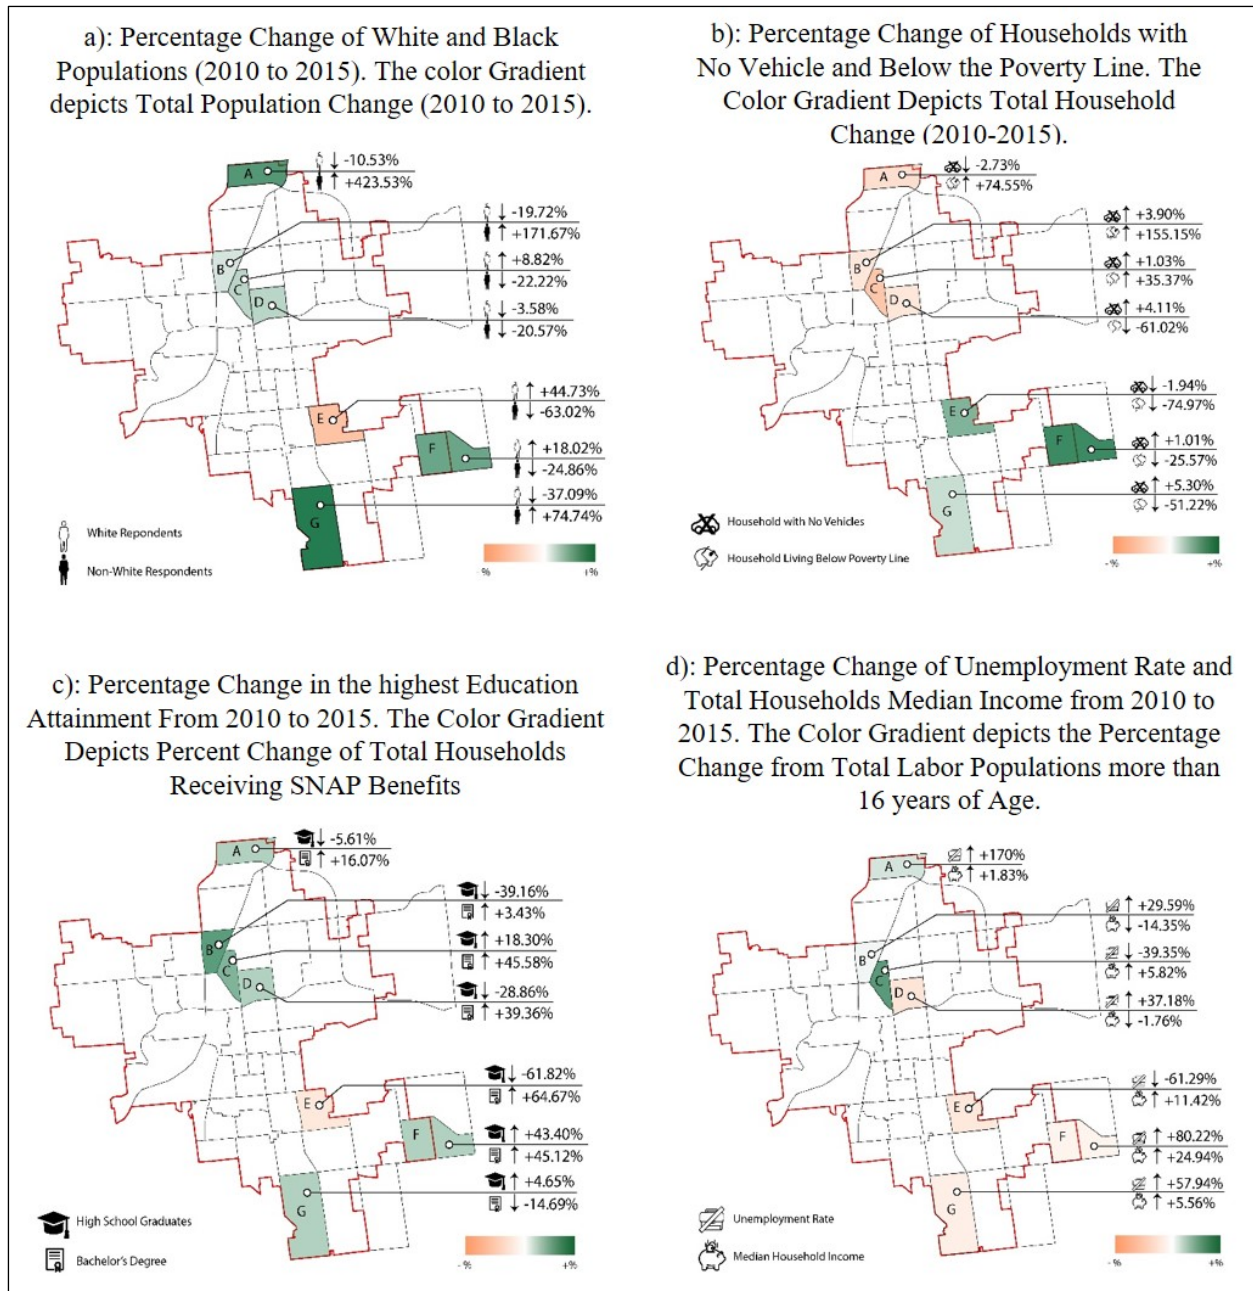 a): Percentage Change of White and Black
Populations (2010 to 2015). The color Gradient
depicts Total Population Change (2010 to 2015).
A
-10.53%
+423.53%
B
-19.72%
+171.67%
C
+8.82%
-22.22%
D
-3.58%
-20.57%
E
+44.73%
-63.02%
F
+18.02%
-24.86%
G
-37.09%
+74.74%
White Repondents
Non-White Respondents
- %
+%
b): Percentage Change of Households with
No Vehicle and Below the Poverty Line. The
Color Gradient Depicts Total Household
Change (2010-2015).
A
-2.73%
+74.55%
B
+3.90%
+155.15%
C
+1.03%
+35.37%
D
+4.11%
-61.02%
E
-1.94%
-74.97%
F
+1.01%
-25.57%
G
+5.30%
-51.22%
Household with No Vehicles
Household Living Below Poverty Line
- %
+%
c): Percentage Change in the highest Education
Attainment From 2010 to 2015. The Color Gradient
Depicts Percent Change of Total Households
Receiving SNAP Benefits
A
-5.61%
+16.07%
B
-39.16%
+3.43%
C
+18.30%
+45.58%
D
-28.86%
+39.36%
E
-61.82%
+64.67%
F
+43.40%
+45.12%
G
+4.65%
-14.69%
High School Graduates
Bachelor's Degree
- %
+%
d): Percentage Change of Unemployment Rate and
Total Households Median Income from 2010 to
2015. The Color Gradient depicts the Percentage
Change from Total Labor Populations more than
16 years of Age.
A
+170%
+1.83%
B
+29.59%
-14.35%
C
-39.35%
+5.82%
D
+37.18%
-1.76%
E
-61.29%
+11.42%
F
+80.22%
+24.94%
G
+57.94%
+5.56%
Unemployment Rate
Median Household Income
- %
+%